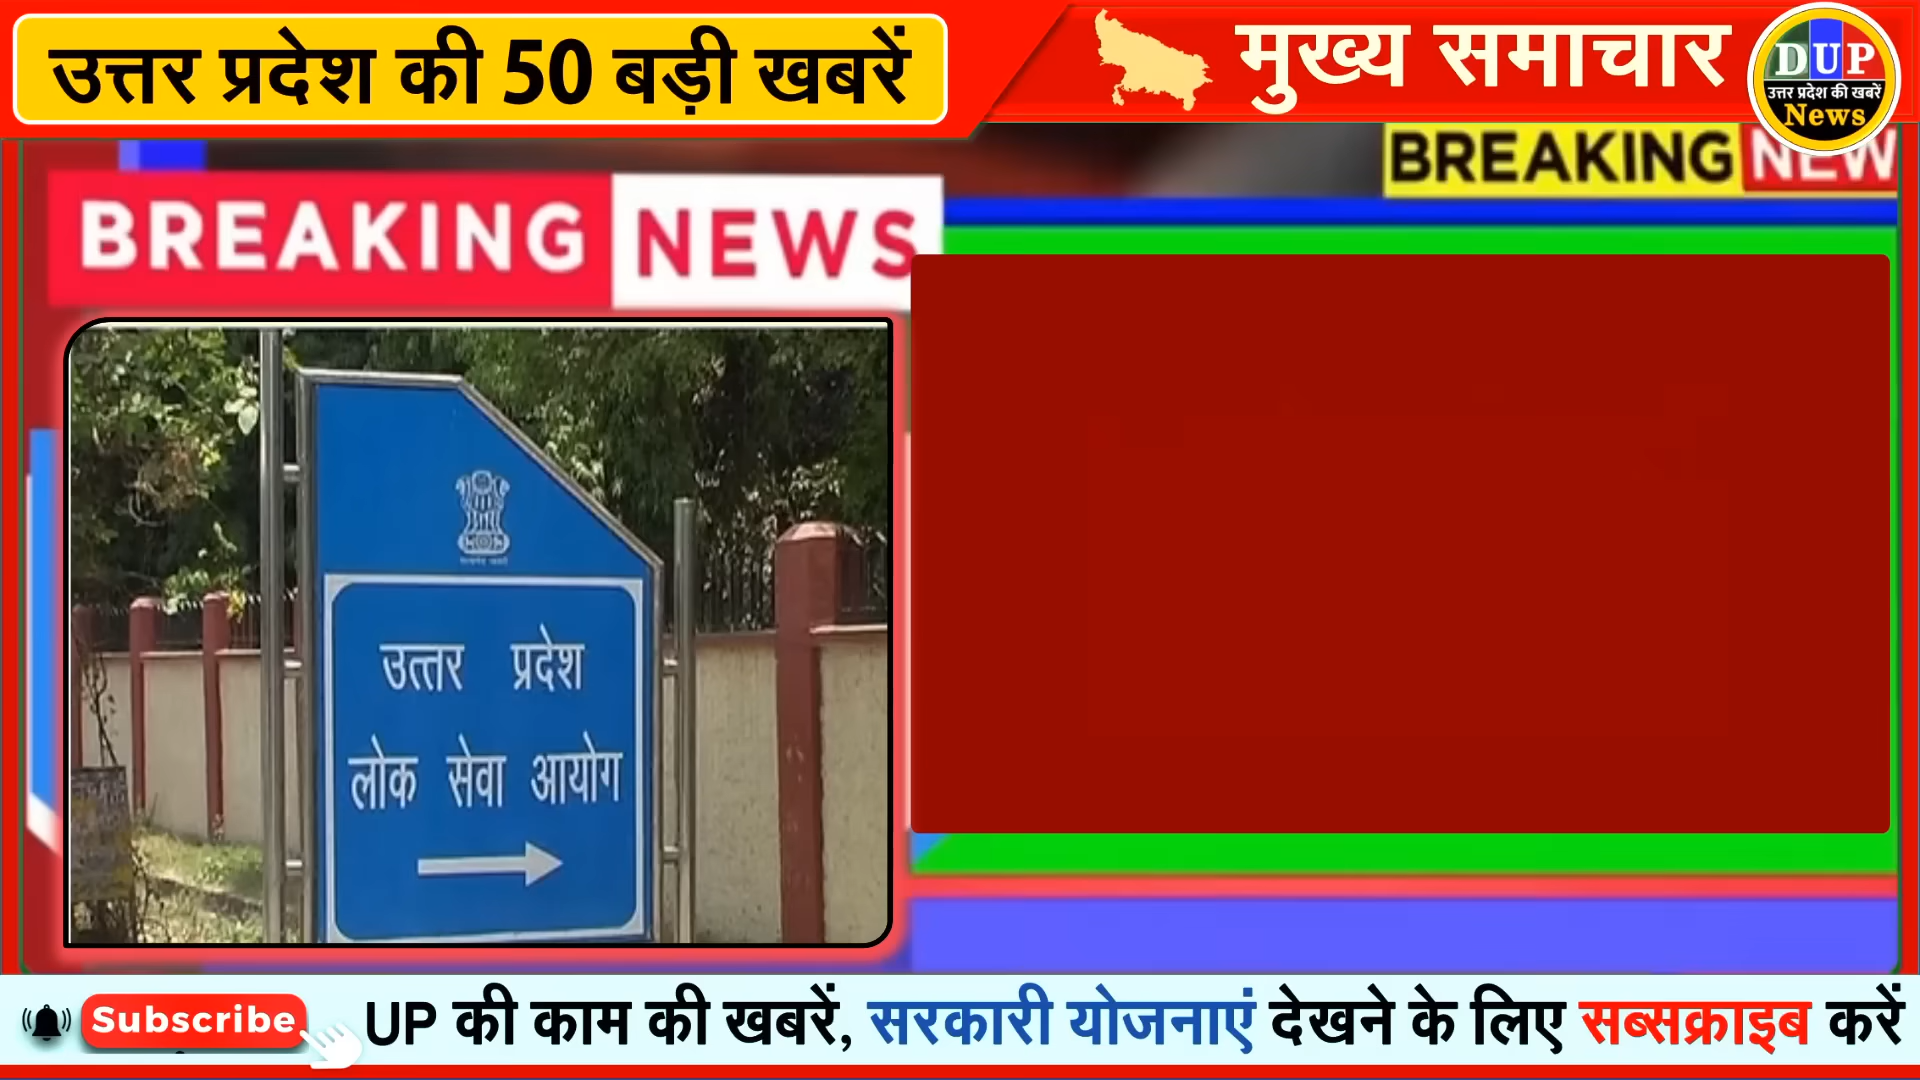 उत्तर प्रदेश की 50 बड़ी खबरें
मुख्य समाचार
DUP
उत्तर प्रदेश की खबरें
News
BREAKING NEW
BREAKING NEWS
उत्तर प्रदेश
लोक सेवा आयोग
Subscribe
UP की काम की खबरें, सरकारी योजनाएं देखने के लिए सब्सक्राइब करें